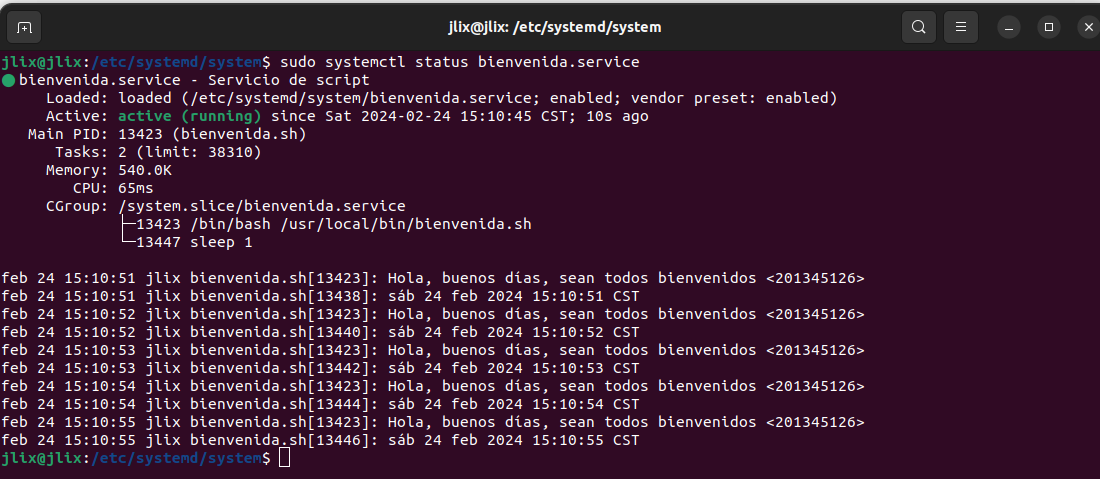 jlix@jlix: /etc/systemd/system
jlix@jlix:/etc/systemd/system$ sudo systemctl status bienvenida.service
● bienvenida.service - Servicio de script
Loaded: loaded (/etc/systemd/system/bienvenida.service; enabled; vendor preset: enabled)
Active: active (running) since Sat 2024-02-24 15:10:45 CST; 10s ago
Main PID: 13423 (bienvenida.sh)
Tasks: 2 (limit: 38310)
Memory: 540.0K
CPU: 65ms
CGroup: /system.slice/bienvenida.service
├─13423 /bin/bash /usr/local/bin/bienvenida.sh
└─13447 sleep 1
feb 24 15:10:51 jlix bienvenida.sh[13423]: Hola, buenos días, sean todos bienvenidos <201345126>
feb 24 15:10:51 jlix bienvenida.sh[13438]: sáb 24 feb 2024 15:10:51 CST
feb 24 15:10:52 jlix bienvenida.sh[13423]: Hola, buenos días, sean todos bienvenidos <201345126>
feb 24 15:10:52 jlix bienvenida.sh[13440]: sáb 24 feb 2024 15:10:52 CST
feb 24 15:10:53 jlix bienvenida.sh[13423]: Hola, buenos días, sean todos bienvenidos <201345126>
feb 24 15:10:53 jlix bienvenida.sh[13442]: sáb 24 feb 2024 15:10:53 CST
feb 24 15:10:54 jlix bienvenida.sh[13423]: Hola, buenos días, sean todos bienvenidos <201345126>
feb 24 15:10:54 jlix bienvenida.sh[13444]: sáb 24 feb 2024 15:10:54 CST
feb 24 15:10:55 jlix bienvenida.sh[13423]: Hola, buenos días, sean todos bienvenidos <201345126>
feb 24 15:10:55 jlix bienvenida.sh[13446]: sáb 24 feb 2024 15:10:55 CST
jlix@jlix:/etc/systemd/system$